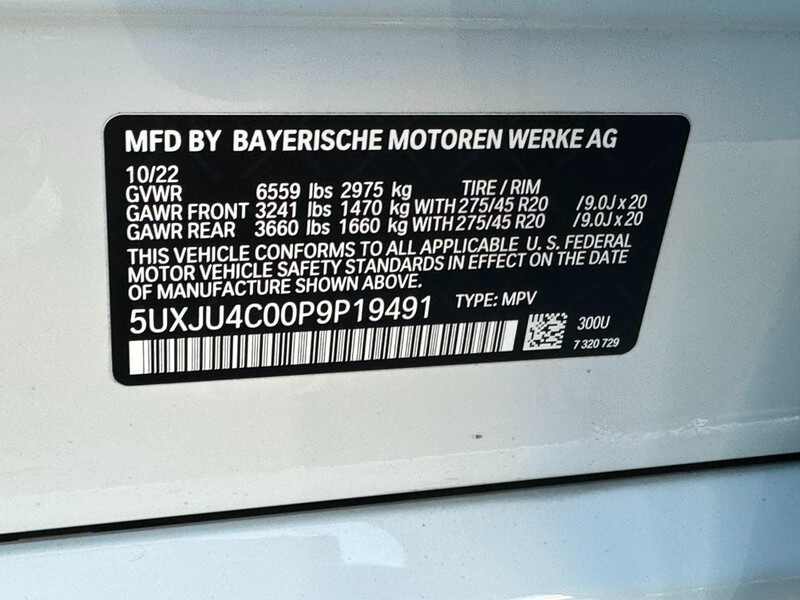 MFD BY BAYERISCHE MOTOREN WERKE AG
10/22
GVWR 6559 lbs 2975 kg TIRE / RIM
GAWR FRONT 3241 lbs 1470 kg WITH 275/45 R20 /9.0J x 20
GAWR REAR 3660 lbs 1660 kg WITH 275/45 R20 /9.0J x 20
THIS VEHICLE CONFORMS TO ALL APPLICABLE U. S. FEDERAL
MOTOR VEHICLE SAFETY STANDARDS IN EFFECT ON THE DATE
OF MANUFACTURE SHOWN ABOVE.
5UXJU4C00P9P19491 TYPE: MPV
300U
7 320 729